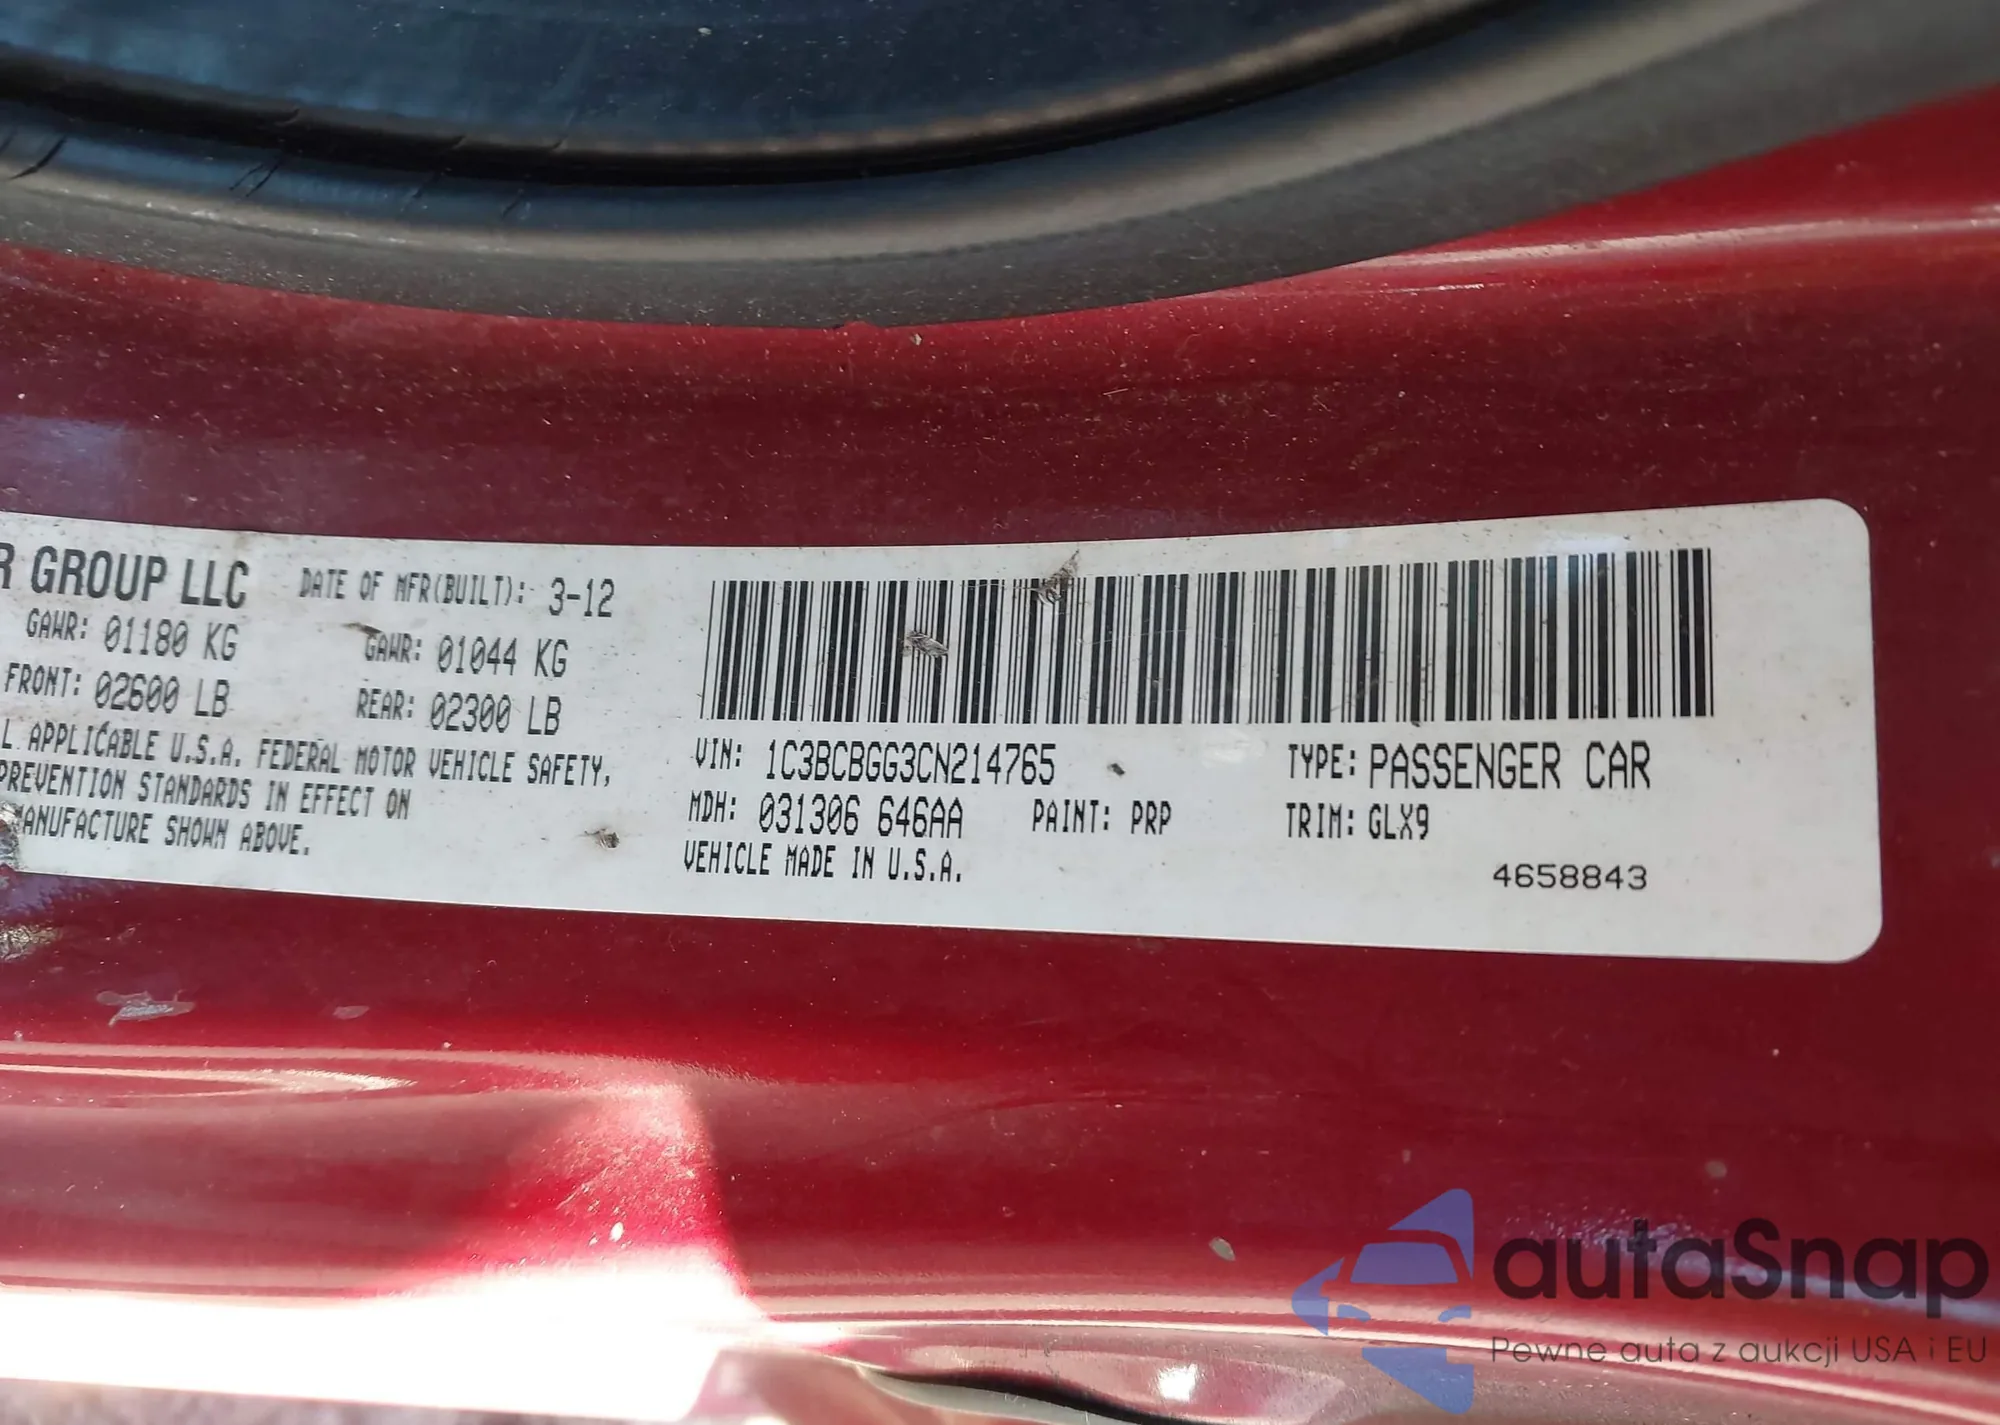 R GROUP LLC
DATE OF MFR(BUILT): 3-12
GAWR: 01180 KG
GAWR: 01044 KG
FRONT: 02600 LB
REAR: 02300 LB
L APPLICABLE U.S.A. FEDERAL MOTOR VEHICLE SAFETY,
PREVENTION STANDARDS IN EFFECT ON
MANUFACTURE SHOWN ABOVE.
VIN: 1C3BCBGG3CN214765
TYPE: PASSENGER CAR
MDH: 031306 646AA
PAINT: PRP
TRIM: GLX9
VEHICLE MADE IN U.S.A.
4658843
autaSnap
Pewne auta z aukcji USA i EU